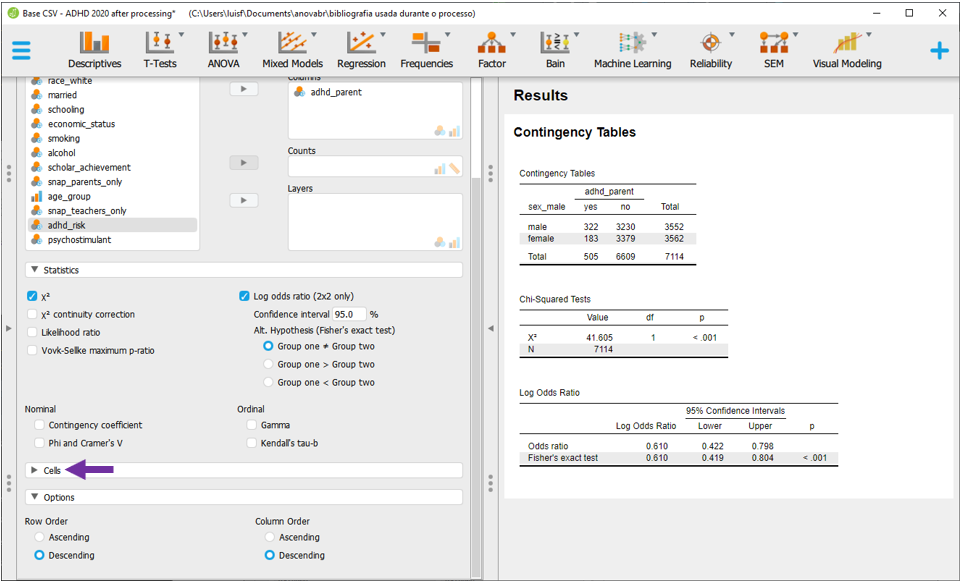 Base CSV - ADHD 2020 after processing* (C:\Users\luisf\Documents\anovabr\bibliografia usada durante o processo)
Descriptives T-Tests ANOVA Mixed Models Regression Frequencies Factor Bain Machine Learning Reliability SEM Visual Modeling
race_white
married
schooling
economic_status
smoking
alcohol
scholar_achievement
snap_parents_only
age_group
snap_teachers_only
adhd_risk
psychostimulant
Columns
adhd_parent
Counts
Layers
Statistics
χ²
χ² continuity correction
Likelihood ratio
Vovk-Sellke maximum p-ratio
Log odds ratio (2x2 only)
Confidence interval 95.0 %
Alt. Hypothesis (Fisher's exact test)
Group one ≠ Group two
Group one > Group two
Group one < Group two
Nominal
Contingency coefficient
Phi and Cramer's V
Ordinal
Gamma
Kendall's tau-b
Cells
Options
Row Order
Ascending
Descending
Column Order
Ascending
Descending
Results
Contingency Tables
Contingency Tables
adhd_parent
sex_male yes no Total
male 322 3230 3552
female 183 3379 3562
Total 505 6609 7114
Chi-Squared Tests
Value df p
Χ² 41.605 1 < .001
N 7114
Log Odds Ratio
95% Confidence Intervals
Log Odds Ratio Lower Upper p
Odds ratio 0.610 0.422 0.798
Fisher's exact test 0.610 0.419 0.804 < .001